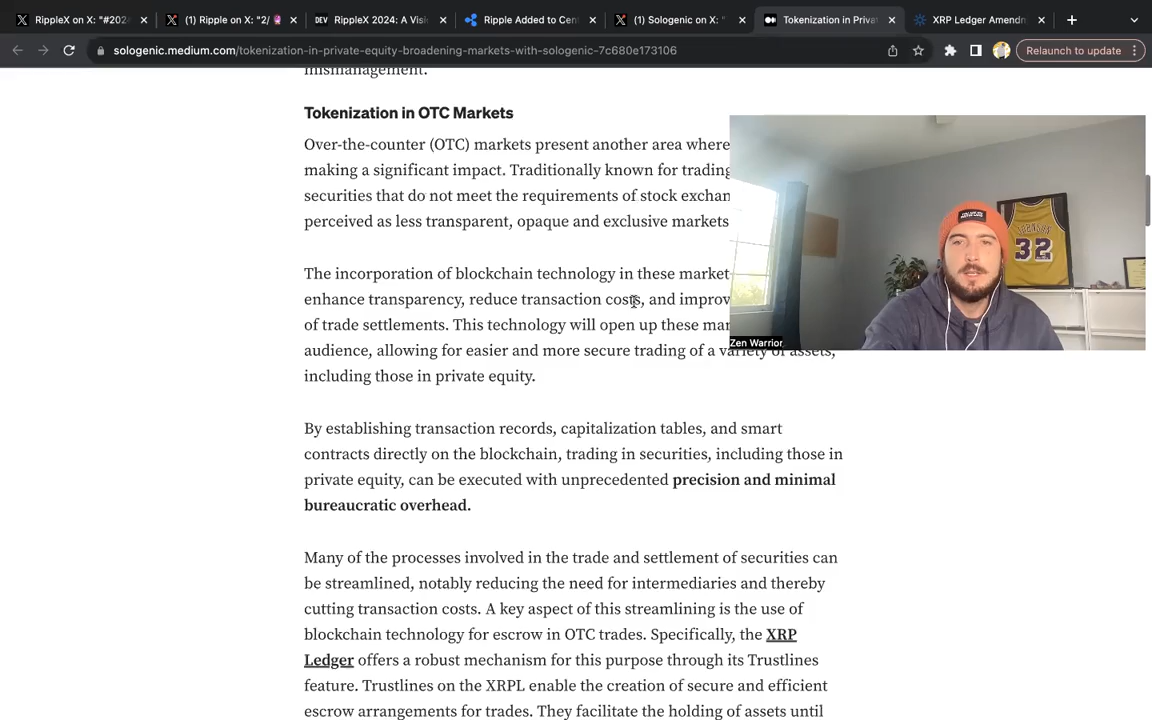 RippleX on X: "#2024
Ripple on X: "2/
DEV RippleX 2024: A Visi
Ripple Added to Cen
(1) Sologenic on X: "
Tokenization in Priva
XRP Ledger Amendm
sologenic.medium.com/tokenization-in-private-equity-broadening-markets-with-sologenic-7c680e173106
Relaunch to update
mismanagement.
Tokenization in OTC Markets
Over-the-counter (OTC) markets present another area where
making a significant impact. Traditionally known for trading
securities that do not meet the requirements of stock exchan
perceived as less transparent, opaque and exclusive markets
The incorporation of blockchain technology in these market
enhance transparency, reduce transaction costs, and improv
of trade settlements. This technology will open up these mar
audience, allowing for easier and more secure trading of a variety of assets,
including those in private equity.
32
Zen Warrior
By establishing transaction records, capitalization tables, and smart
contracts directly on the blockchain, trading in securities, including those in
private equity, can be executed with unprecedented precision and minimal
bureaucratic overhead.
Many of the processes involved in the trade and settlement of securities can
be streamlined, notably reducing the need for intermediaries and thereby
cutting transaction costs. A key aspect of this streamlining is the use of
blockchain technology for escrow in OTC trades. Specifically, the XRP
Ledger offers a robust mechanism for this purpose through its Trustlines
feature. Trustlines on the XRPL enable the creation of secure and efficient
escrow arrangements for trades. They facilitate the holding of assets until